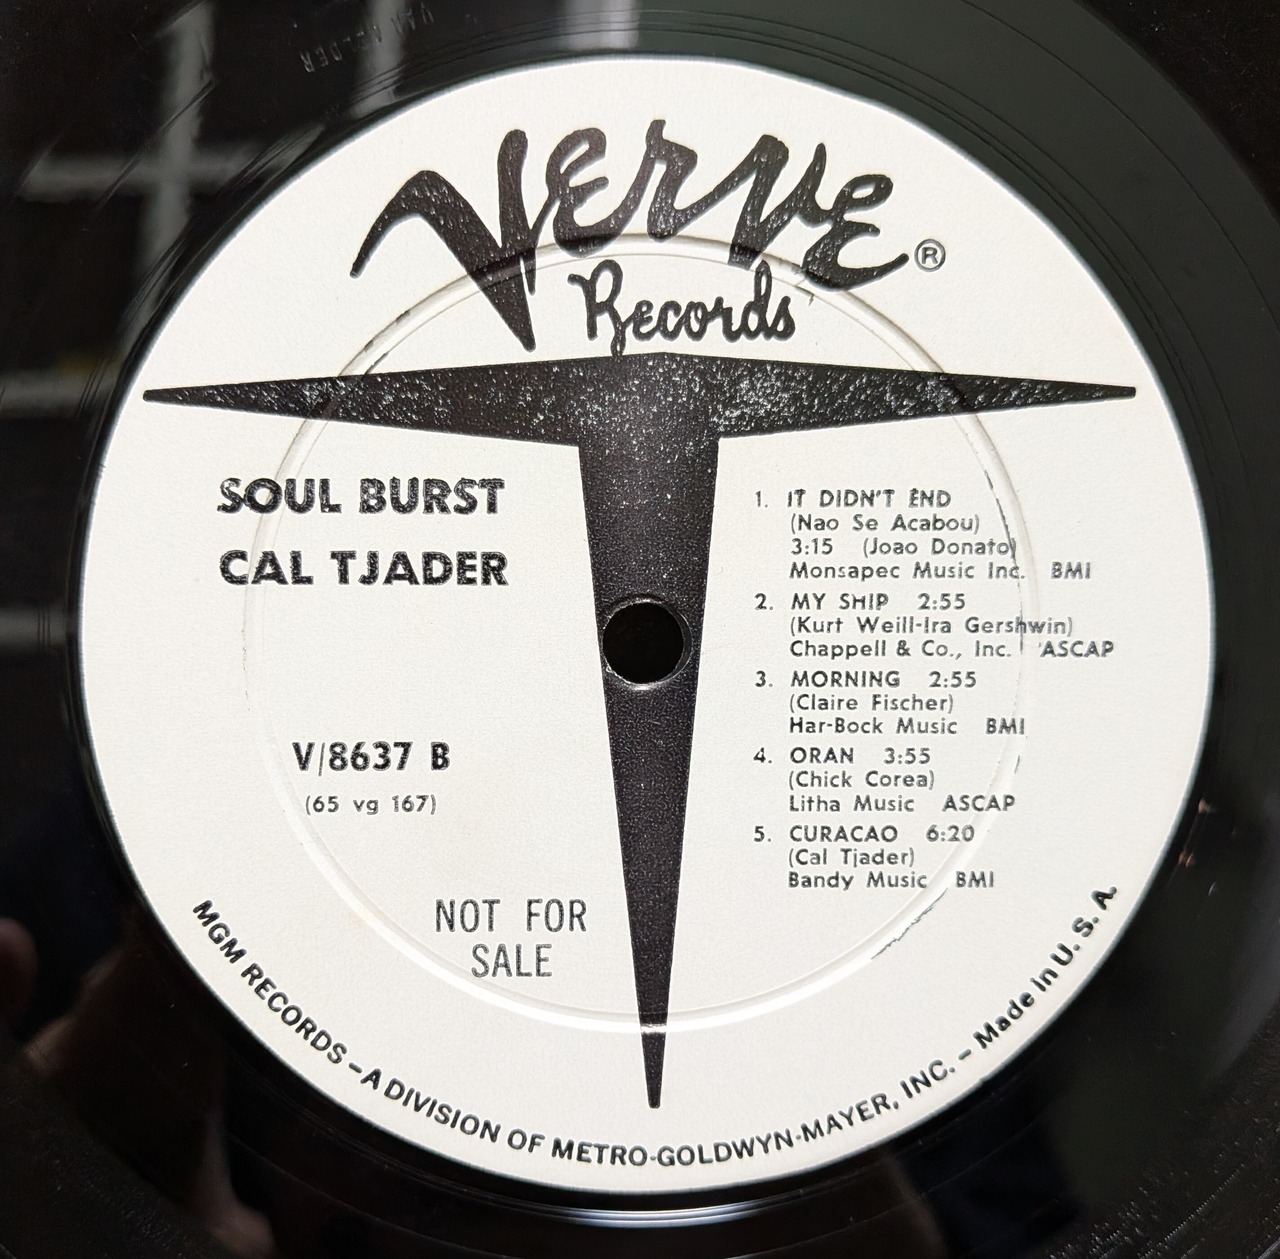 VAN GELDER
Verve ®
Records
SOUL BURST
CAL TJADER
V/8637 B
(65 vg 167)
NOT FOR
SALE
1. IT DIDN'T END
(Nao Se Acabou)
3:15 (Joao Donato)
Monsapec Music Inc. BMI
2. MY SHIP 2:55
(Kurt Weill-Ira Gershwin)
Chappell & Co., Inc. ASCAP
3. MORNING 2:55
(Claire Fischer)
Har-Bock Music BMI
4. ORAN 3:55
(Chick Corea)
Litha Music ASCAP
5. CURACAO 6:20
(Cal Tjader)
Bandy Music BMI
MGM RECORDS – A DIVISION OF METRO-GOLDWYN-MAYER, INC. – Made in U. S. A.